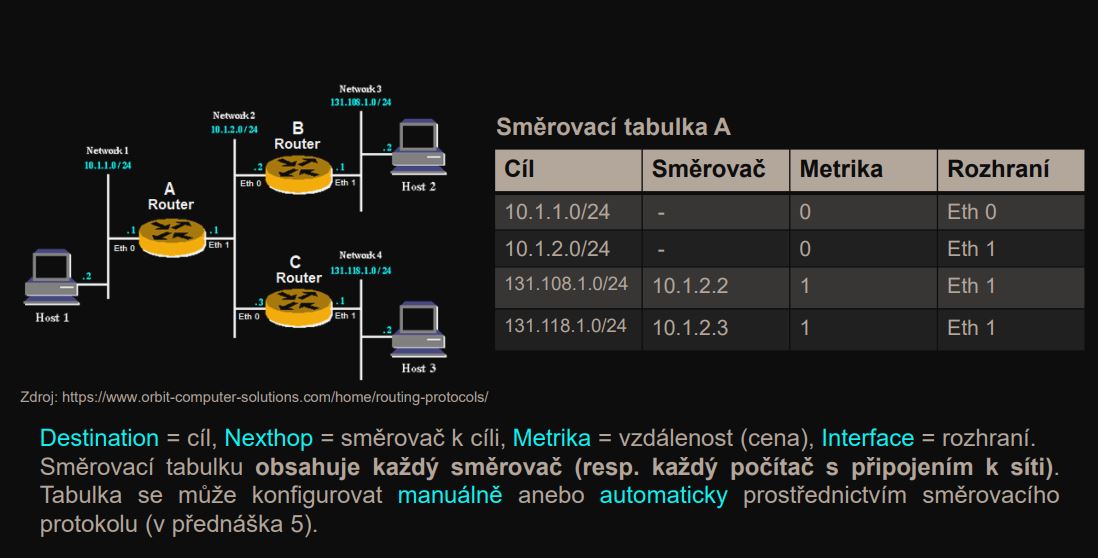 Network 3
131.108.1.0/24
Network 2
10.1.2.0/24
B
Router
Network 1
10.1.1.0/24
.2
.1
.2
Eth 0
Eth 1
Host 2
A
Router
.1
.1
Eth 0
Eth 1
Network 4
131.118.1.0/24
C
Router
.2
Host 1
.3
.1
Eth 0
Eth 1
.2
Host 3
Směrovací tabulka A
Cíl Směrovač Metrika Rozhraní
10.1.1.0/24 - 0 Eth 0
10.1.2.0/24 - 0 Eth 1
131.108.1.0/24 10.1.2.2 1 Eth 1
131.118.1.0/24 10.1.2.3 1 Eth 1
Zdroj: https://www.orbit-computer-solutions.com/home/routing-protocols/
Destination = cíl, Nexthop = směrovač k cíli, Metrika = vzdálenost (cena), Interface = rozhraní.
Směrovací tabulku obsahuje každý směrovač (resp. každý počítač s připojením k síti).
Tabulka se může konfigurovat manuálně anebo automaticky prostřednictvím směrovacího
protokolu (v přednáška 5).